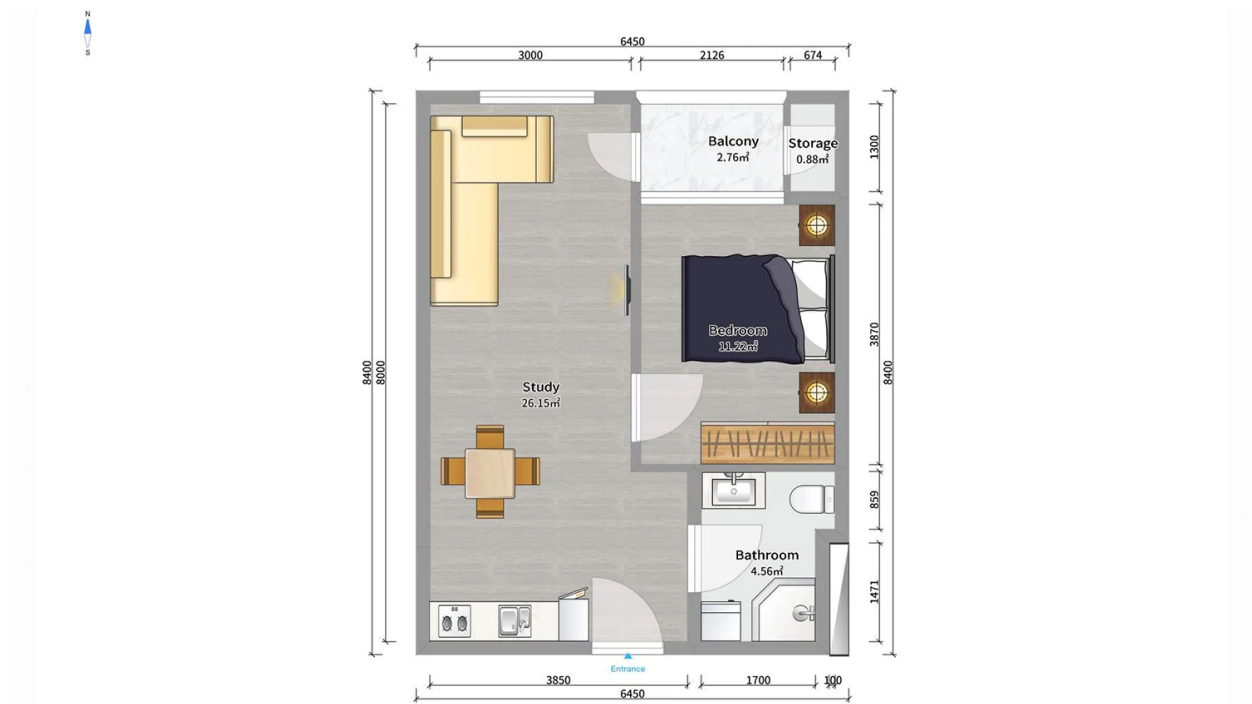 N
S
6450
3000
2126
674
Balcony
2.76㎡
Storage
0.88㎡
1300
Bedroom
11.22㎡
3870
8400
8000
8400
Study
26.15㎡
859
Bathroom
4.56㎡
1471
Entrance
3850
1700
100
6450